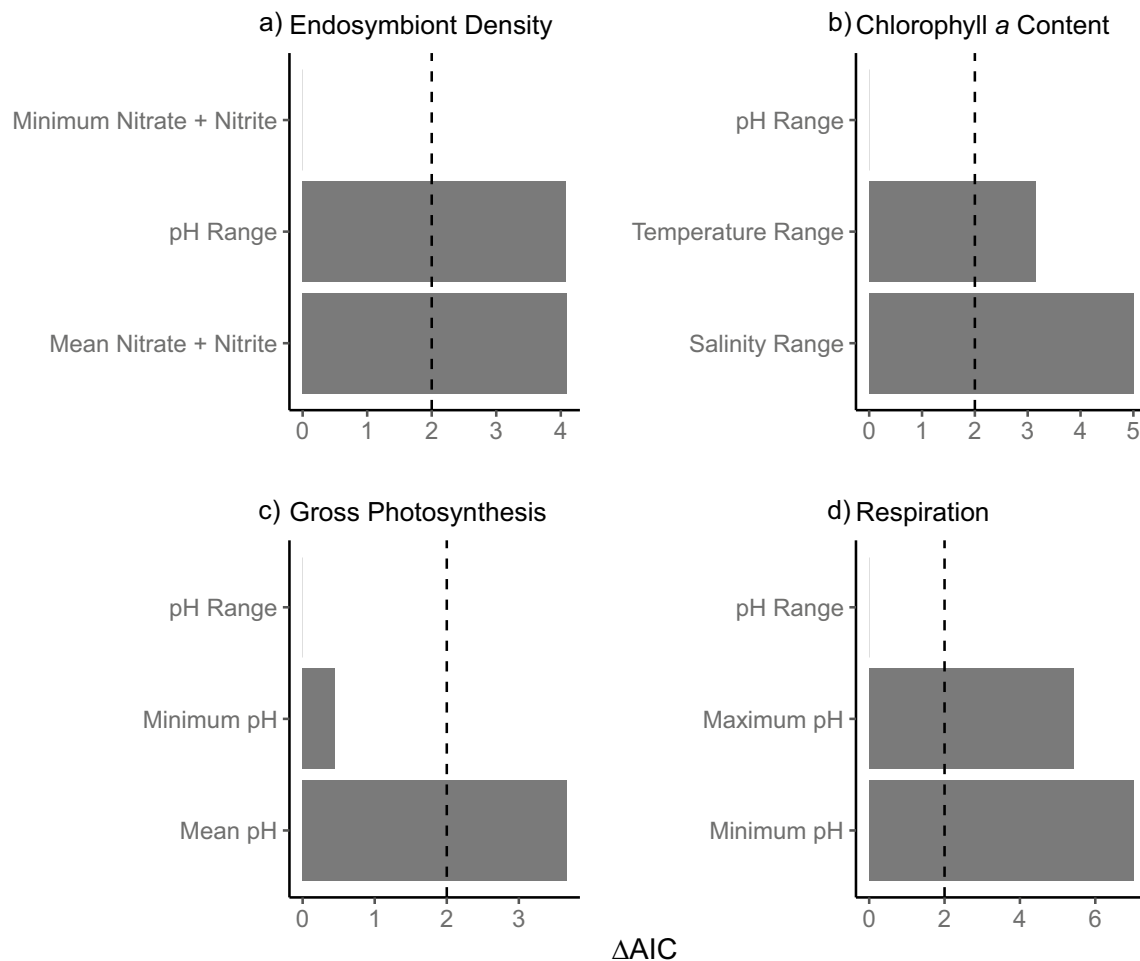 a) Endosymbiont Density
Minimum Nitrate + Nitrite
pH Range
Mean Nitrate + Nitrite
0 1 2 3 4
b) Chlorophyll a Content
pH Range
Temperature Range
Salinity Range
0 1 2 3 4 5
c) Gross Photosynthesis
pH Range
Minimum pH
Mean pH
0 1 2 3
d) Respiration
pH Range
Maximum pH
Minimum pH
0 2 4 6
ΔAIC